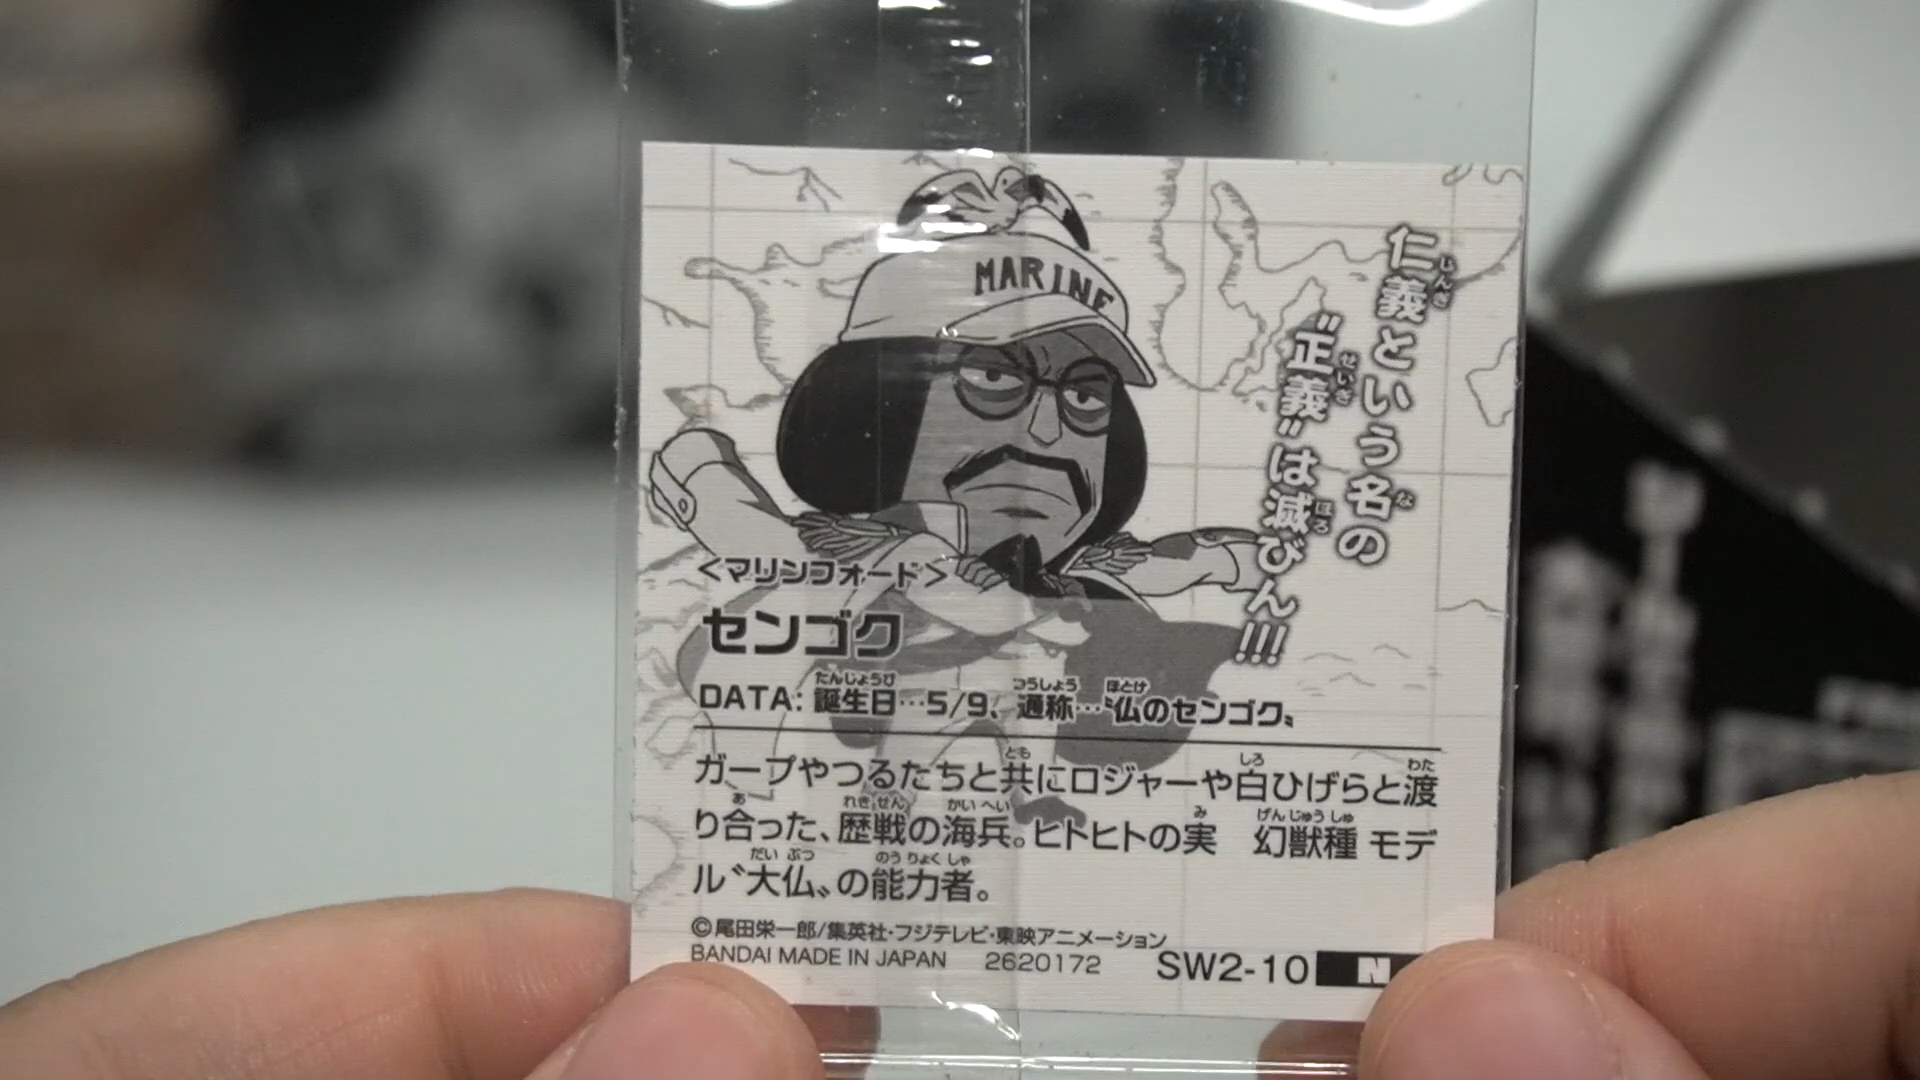 MARINE
仁義という名の
"正義"は滅びん!!!
<マリンフォード>
センゴク
DATA: 誕生日…5/9、通称…〝仏のセンゴク〟
ガープやつるたちと共にロジャーや白ひげらと渡
り合った、歴戦の海兵。ヒトヒトの実 幻獣種 モデ
ル〝大仏〟の能力者。
©尾田栄一郎/集英社・フジテレビ・東映アニメーション
BANDAI MADE IN JAPAN 2620172
SW2-10 N